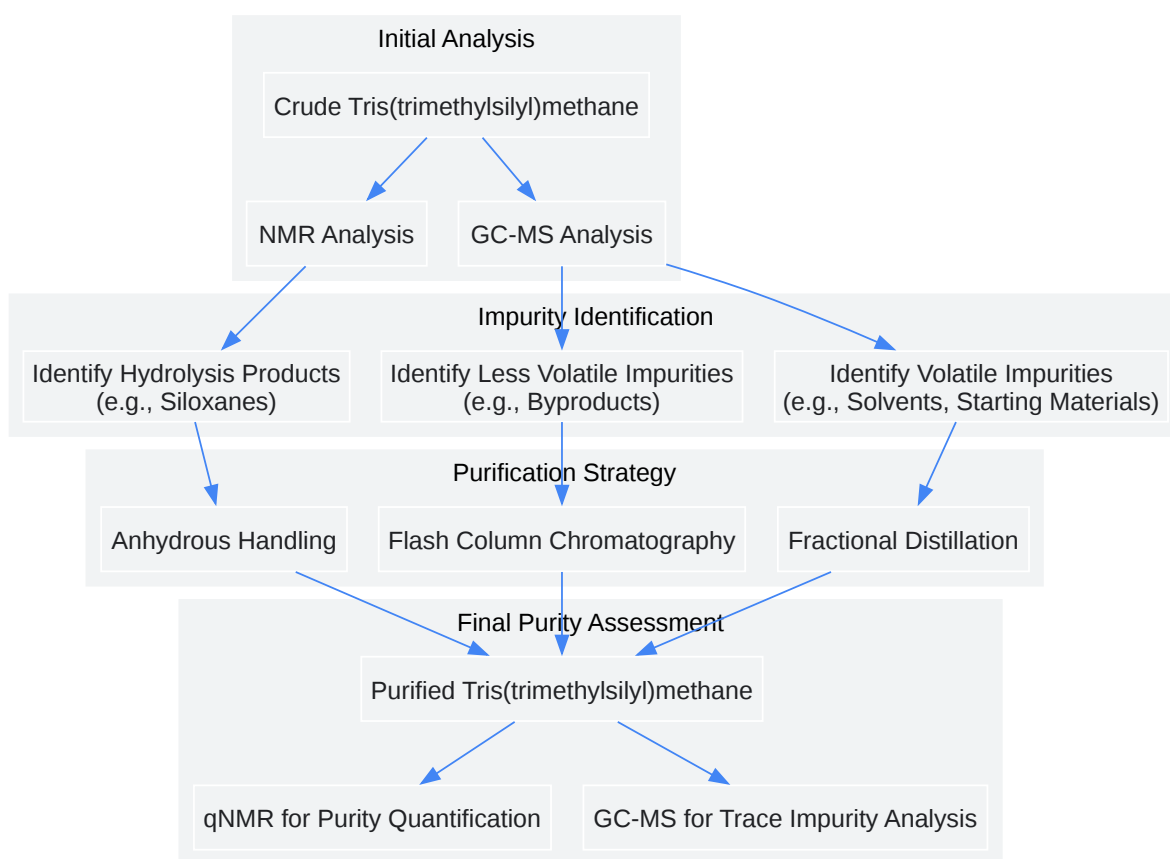 Initial Analysis
Crude Tris(trimethylsilyl)methane
NMR Analysis
GC-MS Analysis
Impurity Identification
Identify Hydrolysis Products
(e.g., Siloxanes)
Identify Less Volatile Impurities
(e.g., Byproducts)
Identify Volatile Impurities
(e.g., Solvents, Starting Materials)
Purification Strategy
Anhydrous Handling
Flash Column Chromatography
Fractional Distillation
Final Purity Assessment
Purified Tris(trimethylsilyl)methane
qNMR for Purity Quantification
GC-MS for Trace Impurity Analysis